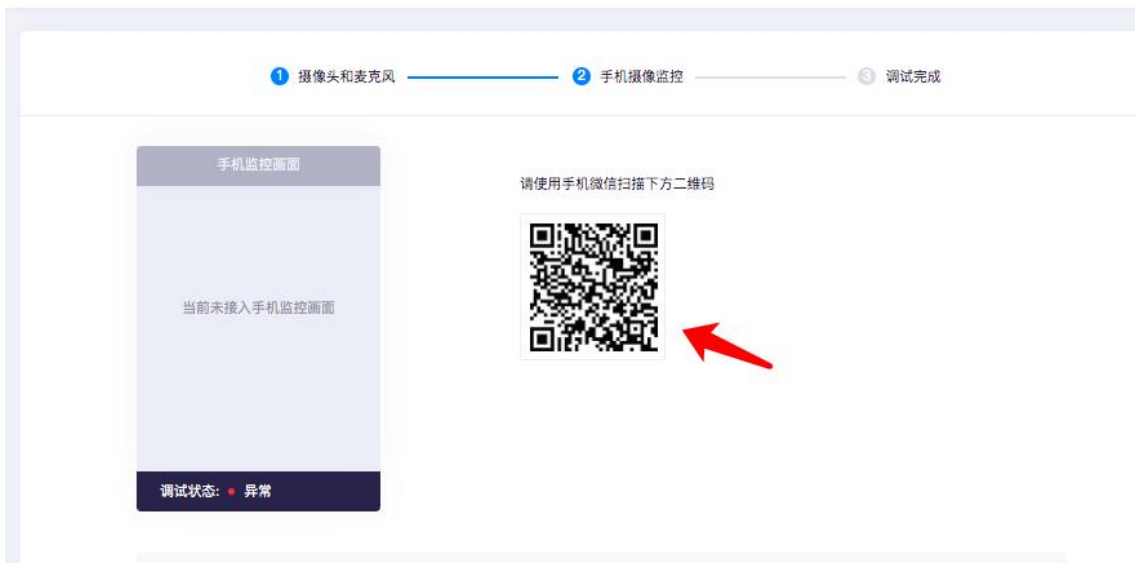 1 摄像头和麦克风 2 手机摄像监控 3 调试完成
手机监控画面
请使用手机微信扫描下方二维码
当前未接入手机监控画面
调试状态: 异常